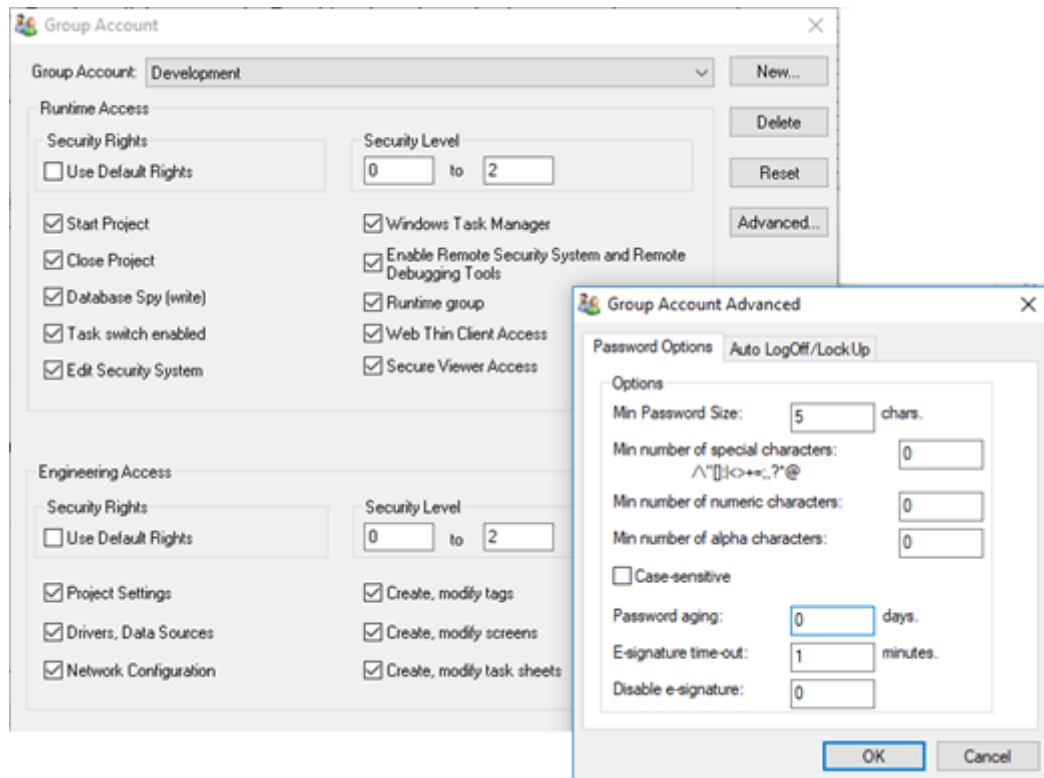 Group Account
Group Account: Development
New...
Runtime Access
Delete
Security Rights
Security Level
Use Default Rights
0 to 2
Reset
Start Project
Windows Task Manager
Advanced...
Close Project
Enable Remote Security System and Remote
Debugging Tools
Database Spy (write)
Runtime group
Task switch enabled
Web Thin Client Access
Edit Security System
Secure Viewer Access
Engineering Access
Security Rights
Security Level
Use Default Rights
0 to 2
Project Settings
Create, modify tags
Drivers, Data Sources
Create, modify screens
Network Configuration
Create, modify task sheets
Group Account Advanced
Password Options
Auto LogOff/LockUp
Options
Min Password Size: 5 chars.
Min number of special characters: 0
/\"[]:|<>+=;,?*@
Min number of numeric characters: 0
Min number of alpha characters: 0
Case-sensitive
Password aging: 0 days.
E-signature time-out: 1 minutes.
Disable e-signature: 0
OK
Cancel